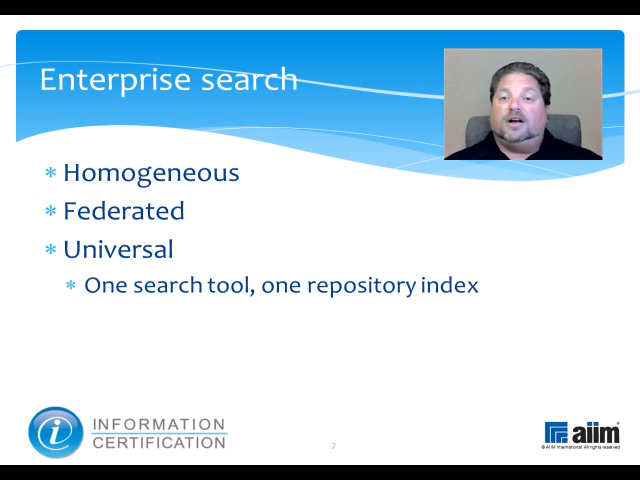 Enterprise search
* Homogeneous
* Federated
* Universal
* One search tool, one repository index
i
INFORMATION
CERTIFICATION
7
aiim
© AIIM International. All rights reserved